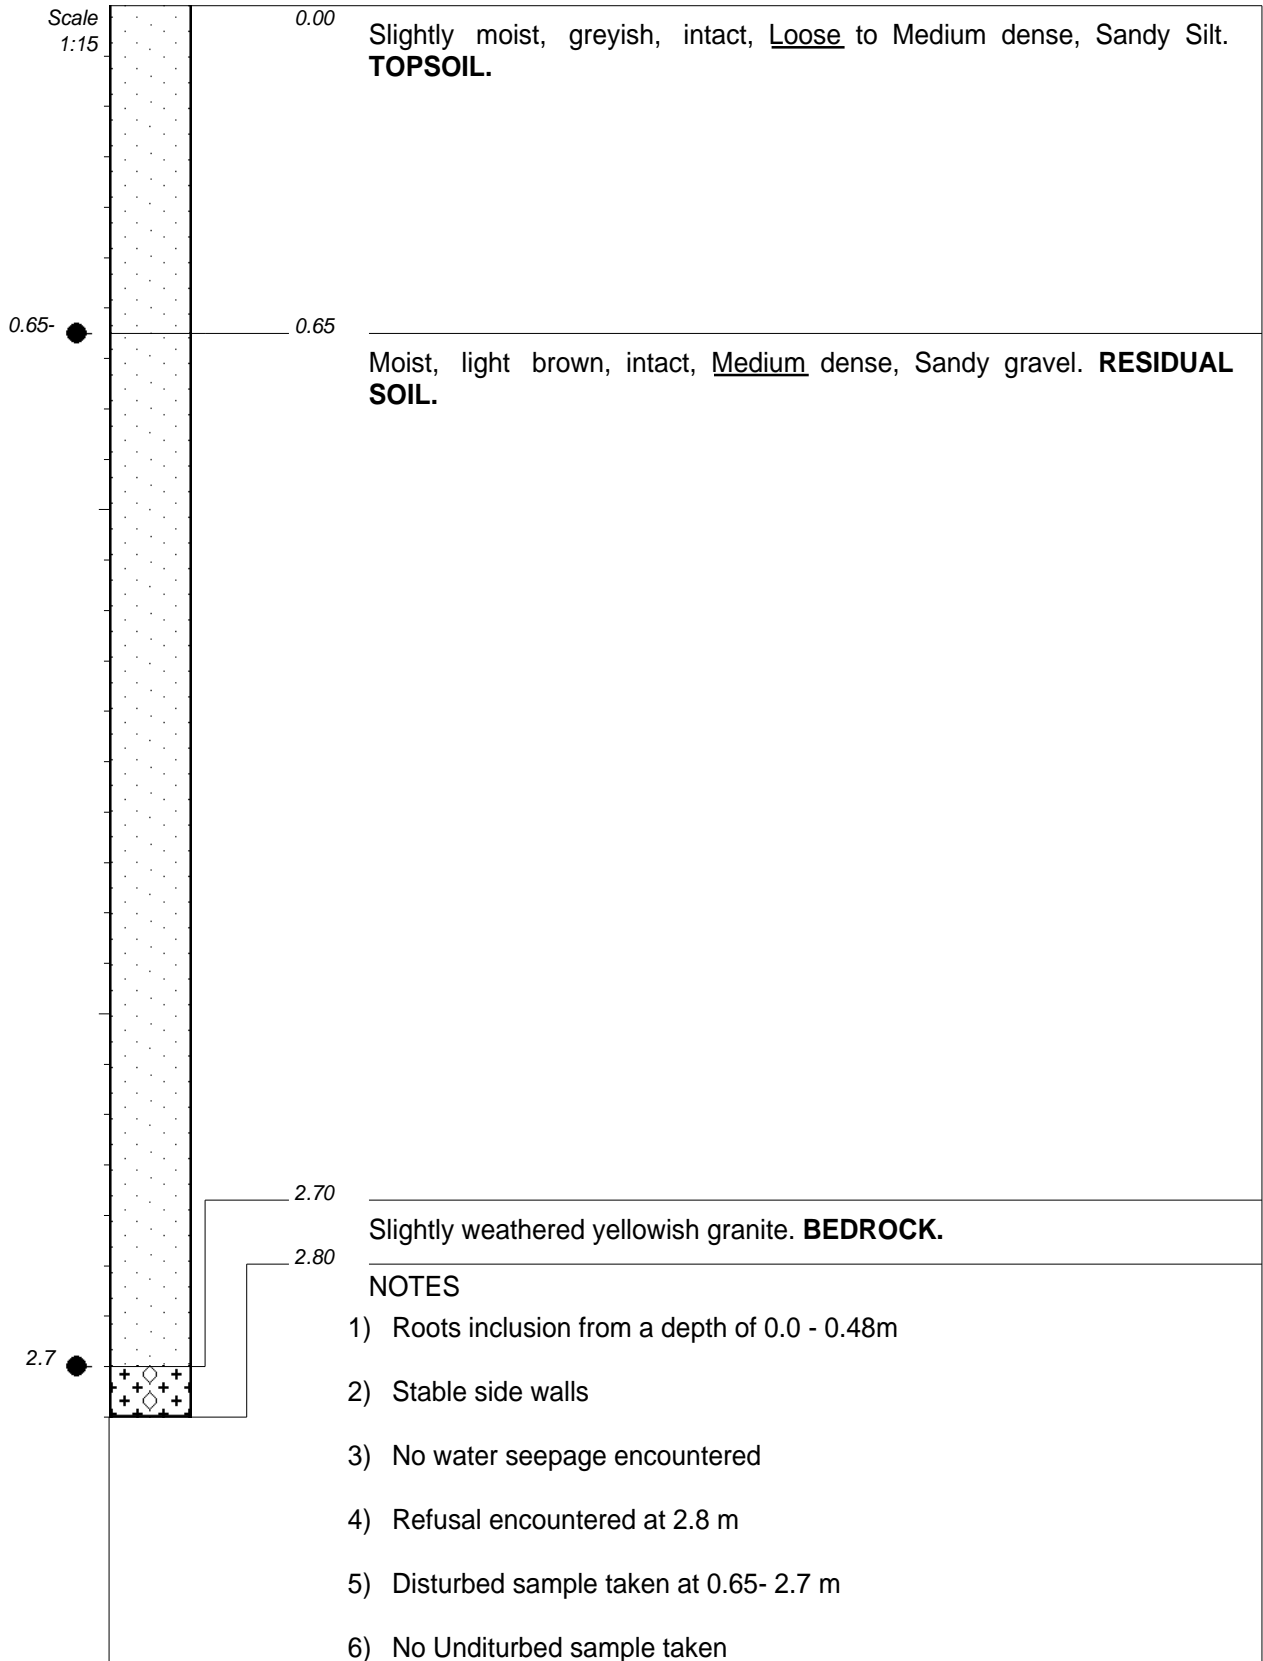 Scale
1:15
0.00
Slightly moist, greyish, intact, Loose to Medium dense, Sandy Silt.
TOPSOIL.
0.65-
0.65
Moist, light brown, intact, Medium dense, Sandy gravel. RESIDUAL
SOIL.
2.70
Slightly weathered yellowish granite. BEDROCK.
2.80
NOTES
1) Roots inclusion from a depth of 0.0 - 0.48m
2.7
2) Stable side walls
3) No water seepage encountered
4) Refusal encountered at 2.8 m
5) Disturbed sample taken at 0.65- 2.7 m
6) No Unditurbed sample taken